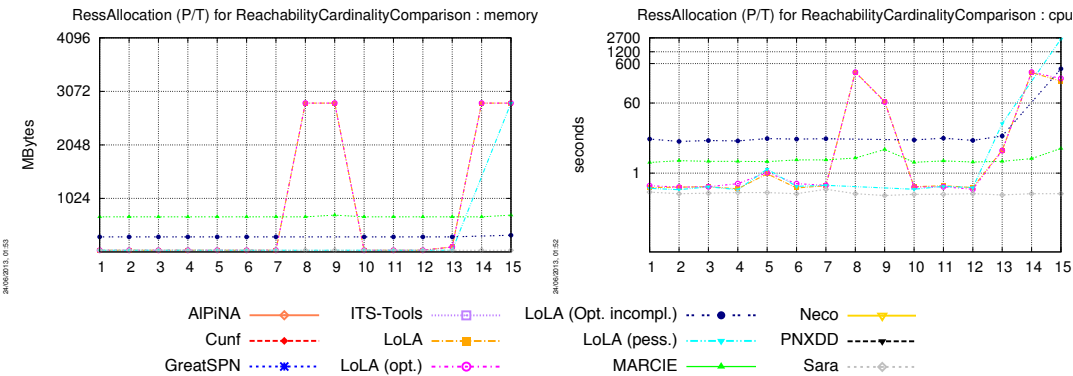 RessAllocation (P/T) for ReachabilityCardinalityComparison : memory
4096
3072
2048
1024
MBytes
1 2 3 4 5 6 7 8 9 10 11 12 13 14 15
24/06/2013, 01:53
RessAllocation (P/T) for ReachabilityCardinalityComparison : cpu
2700
1200
600
60
1
seconds
1 2 3 4 5 6 7 8 9 10 11 12 13 14 15
24/06/2013, 01:52
AlPiNA
Cunf
GreatSPN
ITS-Tools
LoLA
LoLA (opt.)
LoLA (Opt. incompl.)
LoLA (pess.)
MARCIE
Neco
PNXDD
Sara